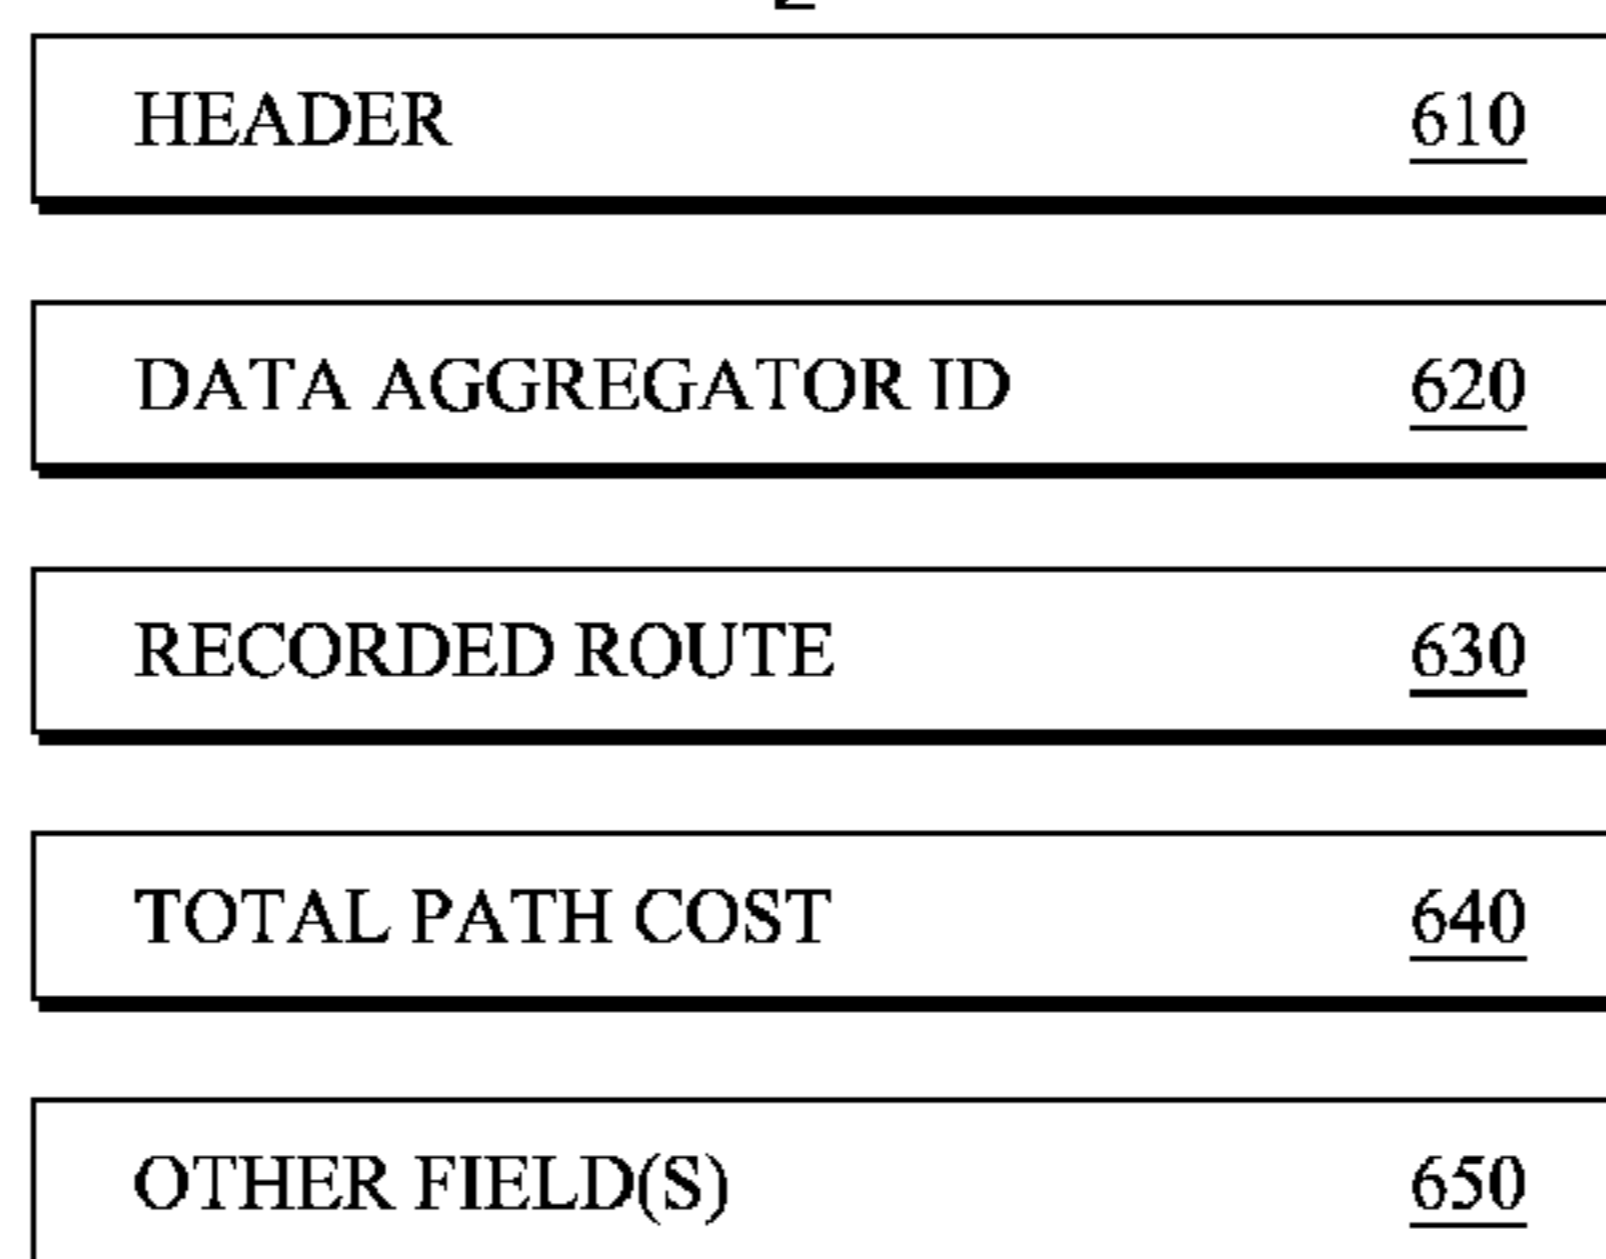 HEADER 610
DATA AGGREGATOR ID 620
RECORDED ROUTE 630
TOTAL PATH COST 640
OTHER FIELD(S) 650